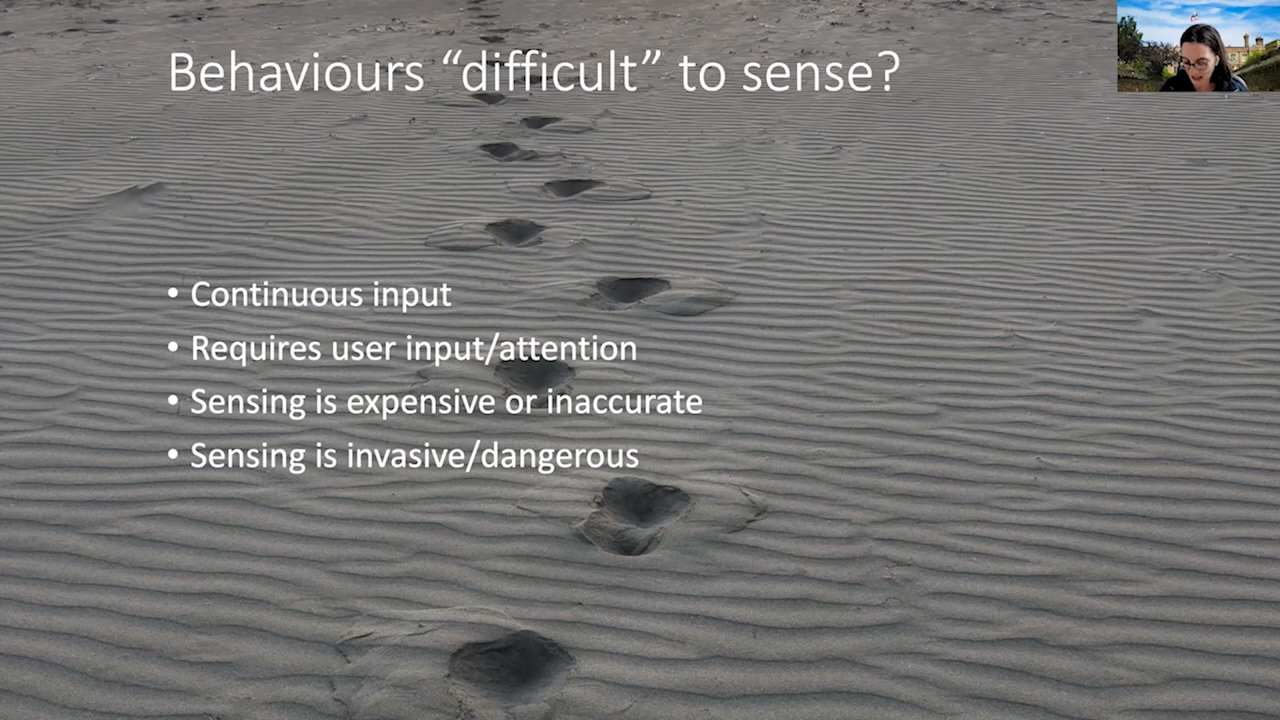 Behaviours “difficult” to sense?
• Continuous input
• Requires user input/attention
• Sensing is expensive or inaccurate
• Sensing is invasive/dangerous